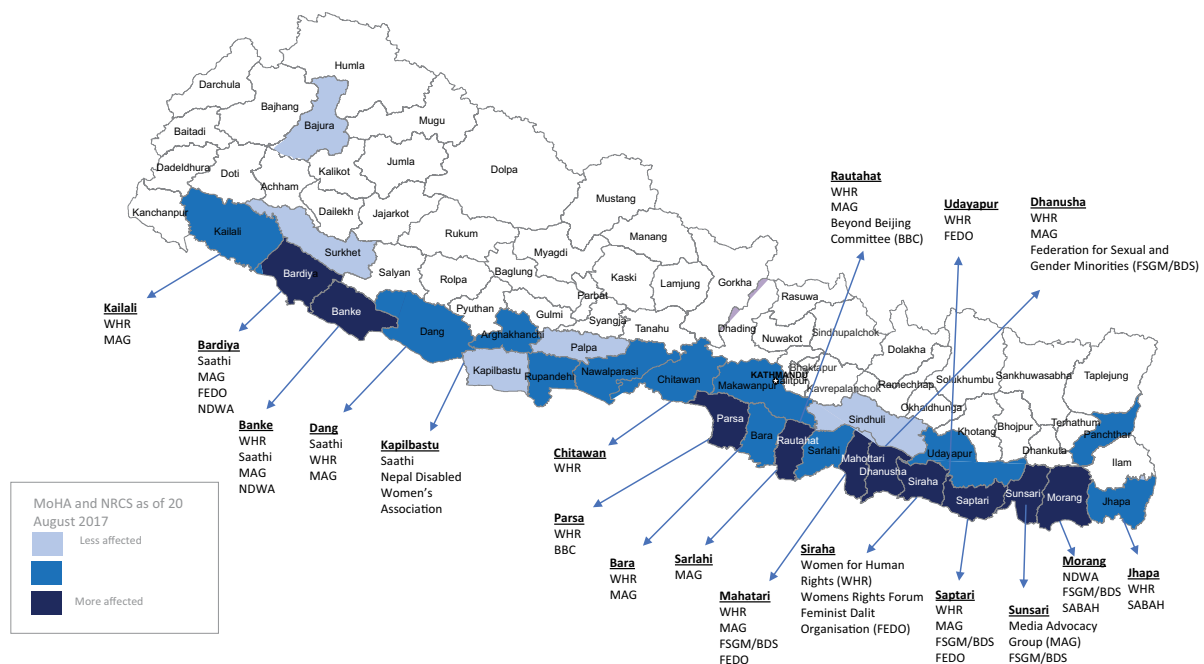 Humla
Darchula
Bajhang
Mugu
Bajura
Baitadi
Jumla
Dolpa
Dadeldhura
Doti
Kalikot
Achham
Mustang
Kanchanpur
Dailekh
Jajarkot
Kailali
Rukum
Manang
Surkhet
Myagdi
Bardiya
Salyan
Rolpa
Baglung
Kaski
Lamjung
Gorkha
Rasuwa
Parbat
Banke
Pyuthan
Gulmi
Syangja
Tanahu
Dhading
Nuwakot
Sindhupalchok
Dang
Arghakhanchi
Palpa
Dolakha
Kapilbastu
Rupandehi
Nawalparasi
Chitawan
Makawanpur
KATHMANDU
Bhaktapur
Lalitpur
Kavrepalanchok
Ramechhap
Solukhumbu
Sankhuwasabha
Taplejung
Okhaldhunga
Parsa
Bara
Rautahat
Sarlahi
Sindhuli
Mahottari
Dhanusha
Siraha
Udayapur
Khotang
Bhojpur
Terhathum
Dhankuta
Panchthar
Ilam
Saptari
Sunsari
Morang
Jhapa
Rautahat
WHR
MAG
Beyond Beijing
Committee (BBC)
Udayapur
WHR
FEDO
Dhanusha
WHR
MAG
Federation for Sexual and
Gender Minorities (FSGM/BDS)
Kailali
WHR
MAG
Bardiya
Saathi
MAG
FEDO
NDWA
Banke
WHR
Saathi
MAG
NDWA
Dang
Saathi
WHR
MAG
Kapilbastu
Saathi
Nepal Disabled
Women’s
Association
Chitawan
WHR
Parsa
WHR
BBC
Bara
WHR
MAG
Sarlahi
MAG
Mahatari
WHR
MAG
FSGM/BDS
FEDO
Siraha
Women for Human
Rights (WHR)
Womens Rights Forum
Feminist Dalit
Organisation (FEDO)
Saptari
WHR
MAG
FSGM/BDS
FEDO
Sunsari
Media Advocacy
Group (MAG)
FSGM/BDS
Morang
NDWA
FSGM/BDS
SABAH
Jhapa
WHR
SABAH
MoHA and NRCS as of 20
August 2017
Less affected
More affected